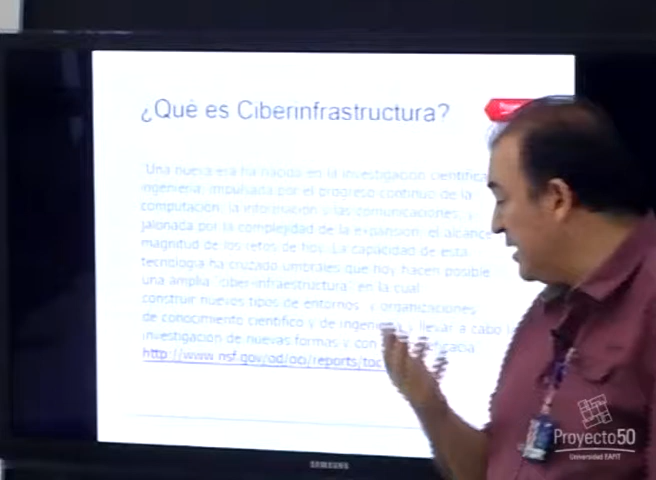 ¿Què es Ciberinfrastructura?
Una nueva era ha nacido en la investigación científica
ingeniería, impulsada por el progreso continuo de la
computación, la información y las comunicaciones, y
jalonada por la complejidad de la expansión, el alcance
magnitud de los retos de hoy. La capacidad de esta
tecnología ha cruzado umbrales que hoy hacen posible
una amplia "ciber-infraestructura" en la cual
construir nuevos tipos de entornos y organizaciones
de conocimiento científico y de ingeniería y llevar a cabo
investigación de nuevas formas y con
http://www.nsf.gov/od/oci/reports/toc
SAMSUNG
Proyecto50
Universidad EAFIT